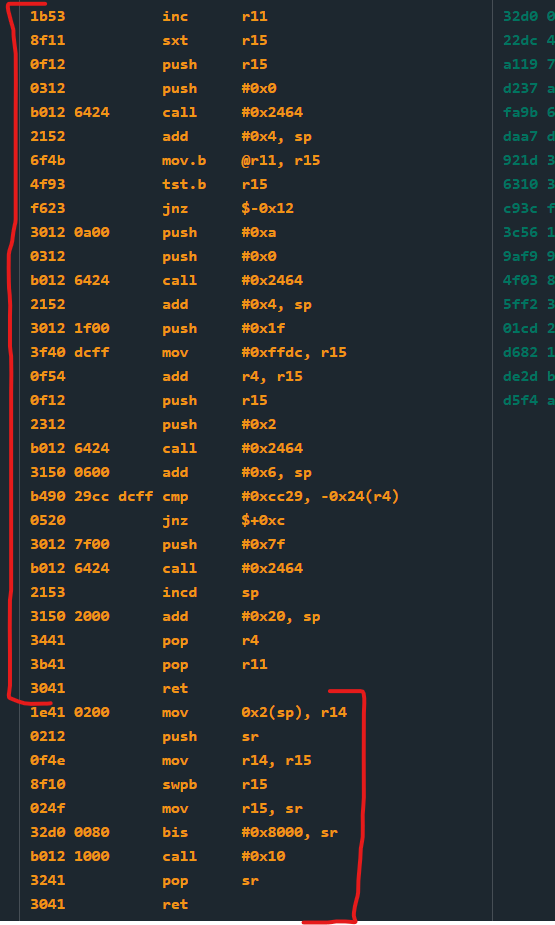 1b53 inc r11 32d0 0
8f11 sxt r15 22dc 4
0f12 push r15 a119 7
0312 push #0x0 d237 a
b012 6424 call #0x2464 fa9b 6
2152 add #0x4, sp daa7 d
6f4b mov.b @r11, r15 921d 3
4f93 tst.b r15 6310 3
f623 jnz $-0x12 c93c f
3012 0a00 push #0xa 3c56 1
0312 push #0x0 9af9 9
b012 6424 call #0x2464 4f03 8
2152 add #0x4, sp 5ff2 3
3012 1f00 push #0x1f 01cd 2
3f40 dcff mov #0xffdc, r15 d682 1
0f54 add r4, r15 de2d b
0f12 push r15 d5f4 a
2312 push #0x2
b012 6424 call #0x2464
3150 0600 add #0x6, sp
b490 29cc dcff cmp #0xcc29, -0x24(r4)
0520 jnz $+0xc
3012 7f00 push #0x7f
b012 6424 call #0x2464
2153 incd sp
3150 2000 add #0x20, sp
3441 pop r4
3b41 pop r11
3041 ret
1e41 0200 mov 0x2(sp), r14
0212 push sr
0f4e mov r14, r15
8f10 swpb r15
024f mov r15, sr
32d0 0080 bis #0x8000, sr
b012 1000 call #0x10
3241 pop sr
3041 ret